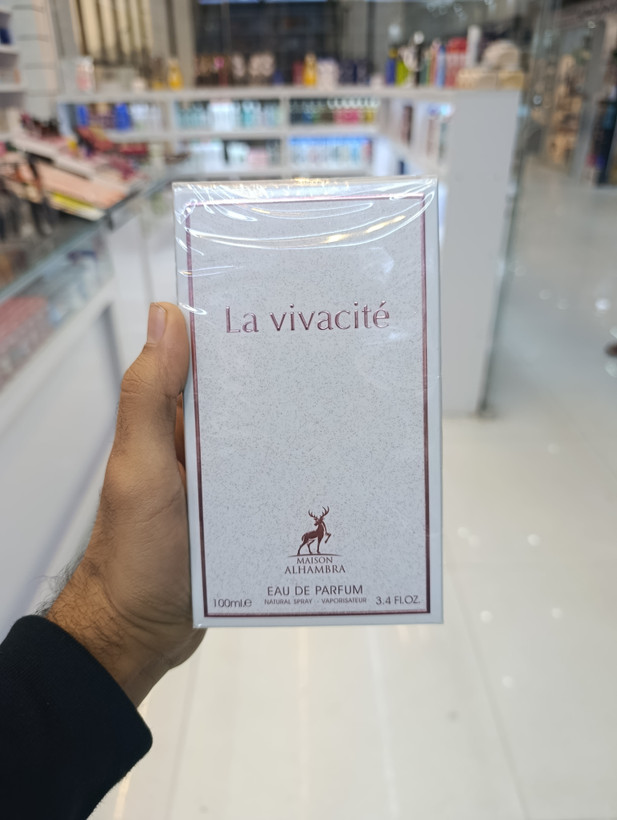 La vivacité
MAISON
ALHAMBRA
EAU DE PARFUM
100ml.℮ NATURAL SPRAY - VAPORISATEUR 3.4 FL.OZ.